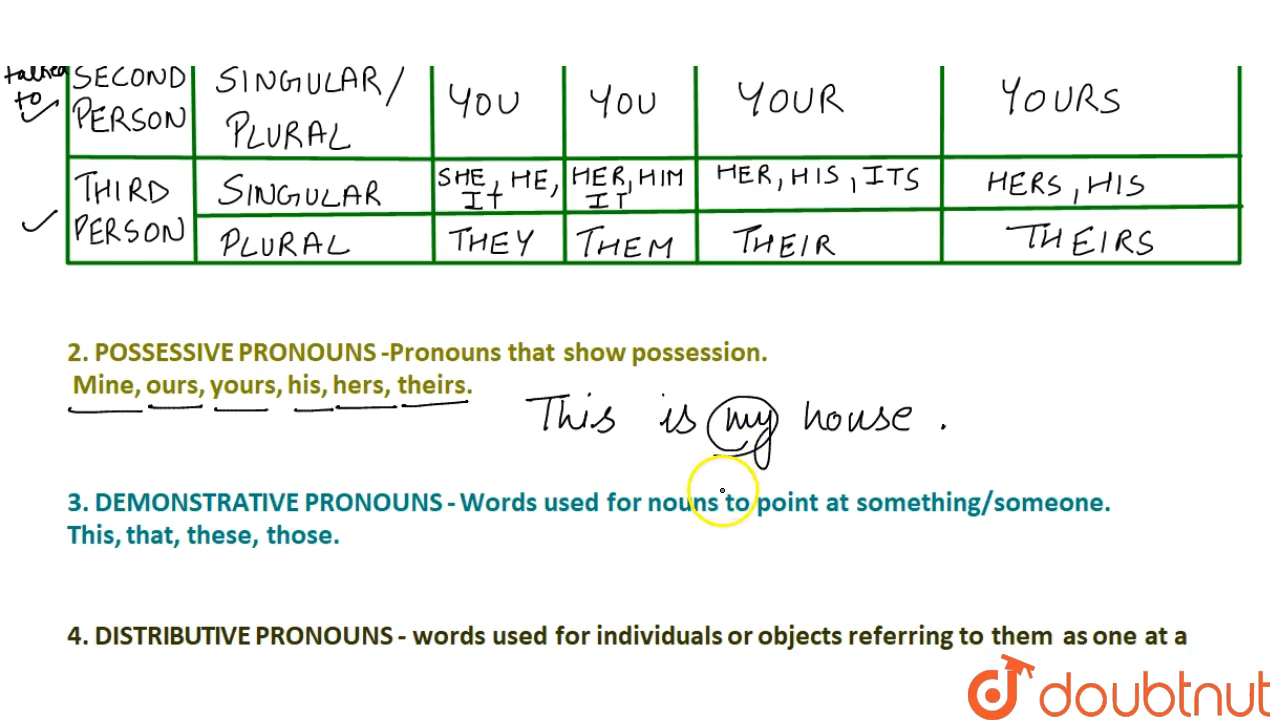 talked to
SECOND PERSON SINGULAR/ PLURAL YOU YOU YOUR YOURS
THIRD PERSON SINGULAR SHE, HE, It HER, HIM IT HER, HIS, ITS HERS, HIS
PLURAL THEY THEM THEIR THEIRS
2. POSSESSIVE PRONOUNS -Pronouns that show possession.
Mine, ours, yours, his, hers, theirs.
This is my house.
3. DEMONSTRATIVE PRONOUNS - Words used for nouns to point at something/someone.
This, that, these, those.
4. DISTRIBUTIVE PRONOUNS - words used for individuals or objects referring to them as one at a
doubtnut